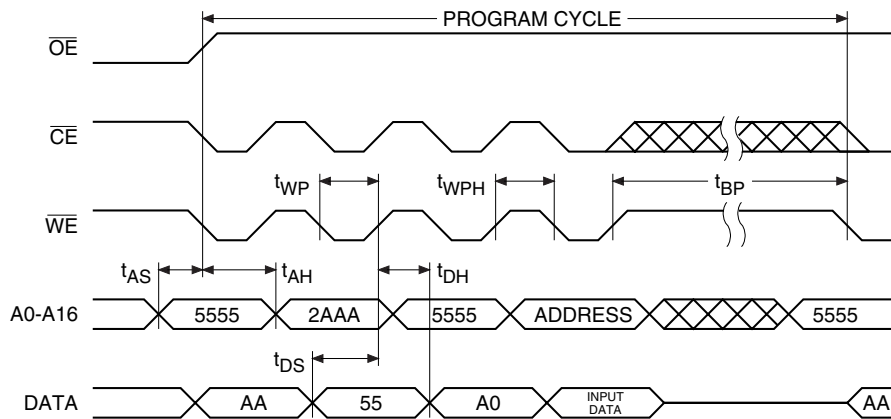 PROGRAM CYCLE
OE
CE
tWP tWPH tBP
WE
tAS tAH tDH
A0-A16 5555 2AAA 5555 ADDRESS 5555
tDS
DATA AA 55 A0 INPUT DATA AA